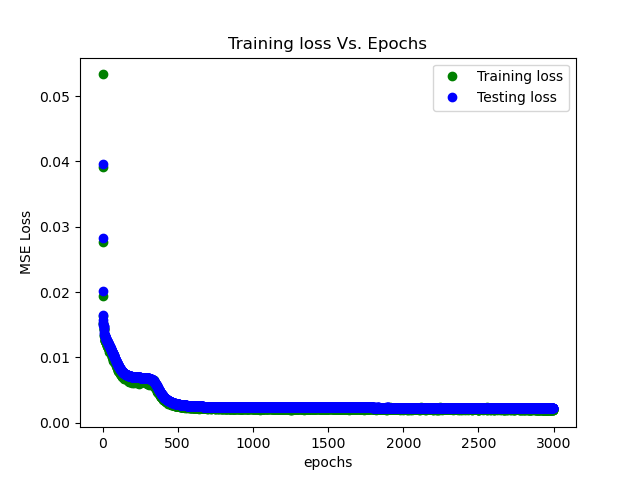 Training loss Vs. Epochs
Training loss
Testing loss
MSE Loss
0.05
0.04
0.03
0.02
0.01
0.00
0 500 1000 1500 2000 2500 3000
epochs